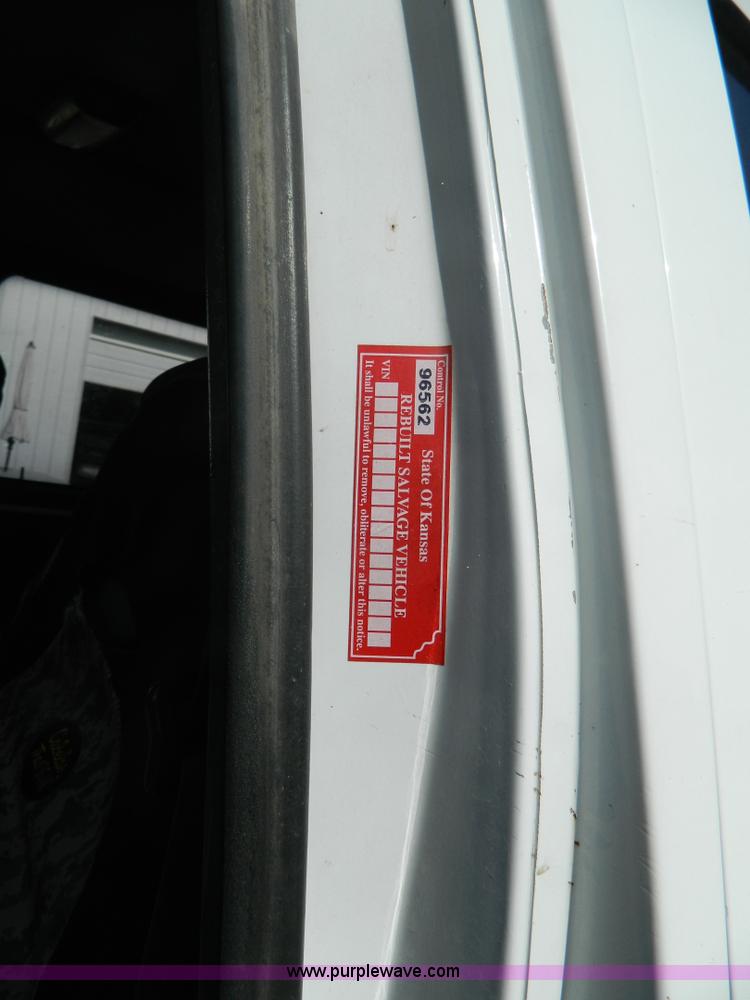 Control No.
96562
State Of Kansas
REBUILT SALVAGE VEHICLE
VIN
It shall be unlawful to remove, obliterate or alter this notice.
www.purplewave.com